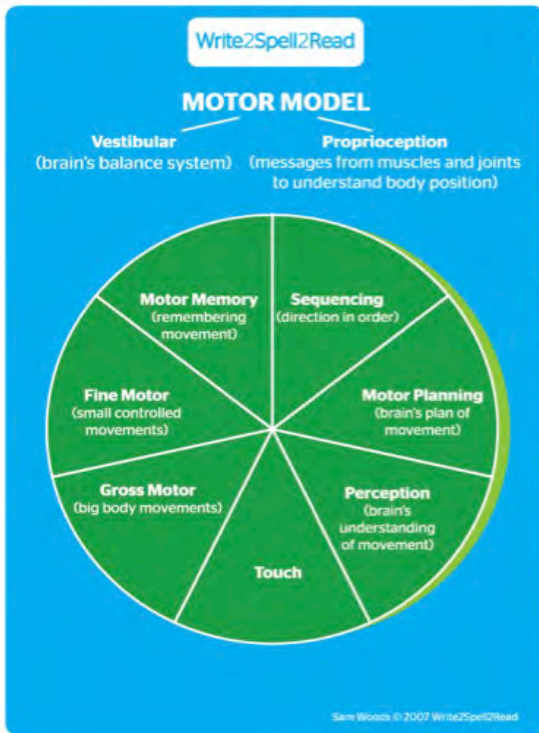 Write2Spell2Read
MOTOR MODEL
Vestibular
(brain's balance system)
Proprioception
(messages from muscles and joints
to understand body position)
Motor Memory
(remembering
movement)
Sequencing
(direction in order)
Fine Motor
(small controlled
movements)
Motor Planning
(brain's plan of
movement)
Gross Motor
(big body movements)
Perception
(brain's
understanding
of movement)
Touch
Sam Woods © 2007 Write2Spell2Read